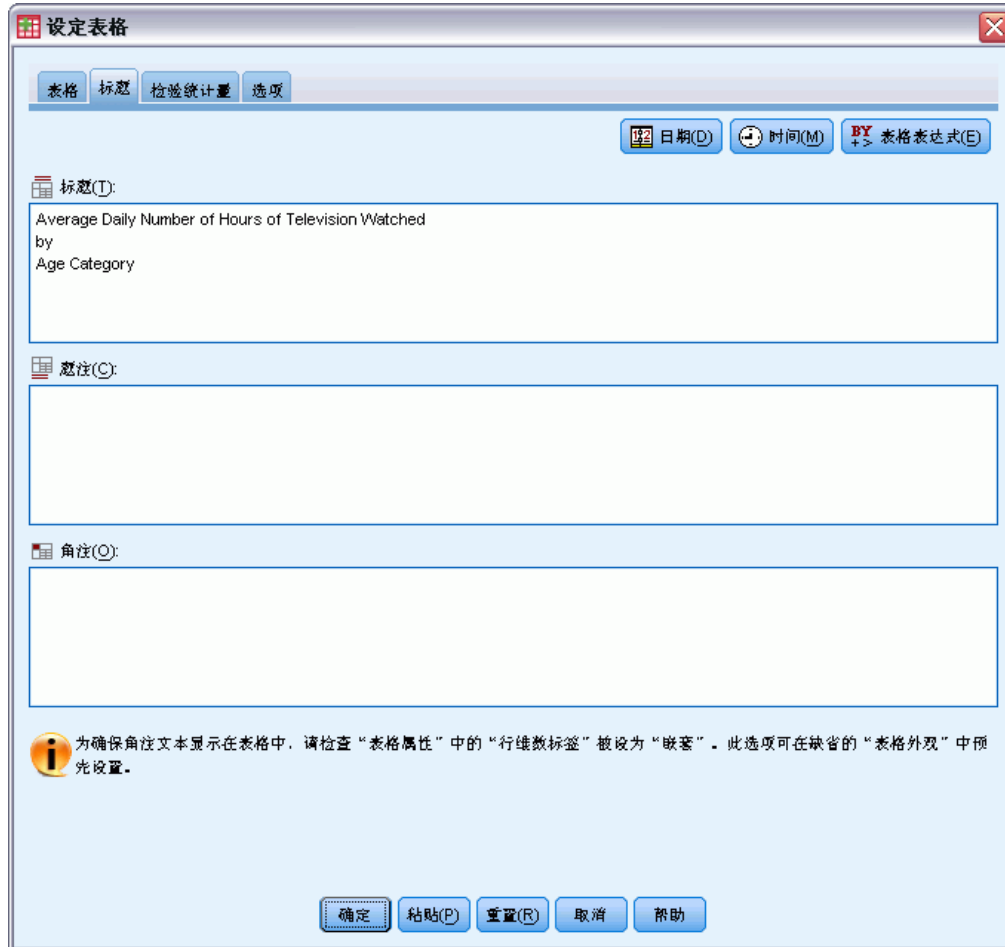 设定表格
表格 标题 检验统计量 选项
日期(D) 时间(M) BY +> 表格表达式(E)
标题(T):
Average Daily Number of Hours of Television Watched
by
Age Category
题注(C):
角注(O):
为确保角注文本显示在表格中，请检查“表格属性”中的“行维数标签”被设为“嵌套”。此选项可在缺省的“表格外观”中预
先设置。
确定 粘贴(P) 重置(R) 取消 帮助